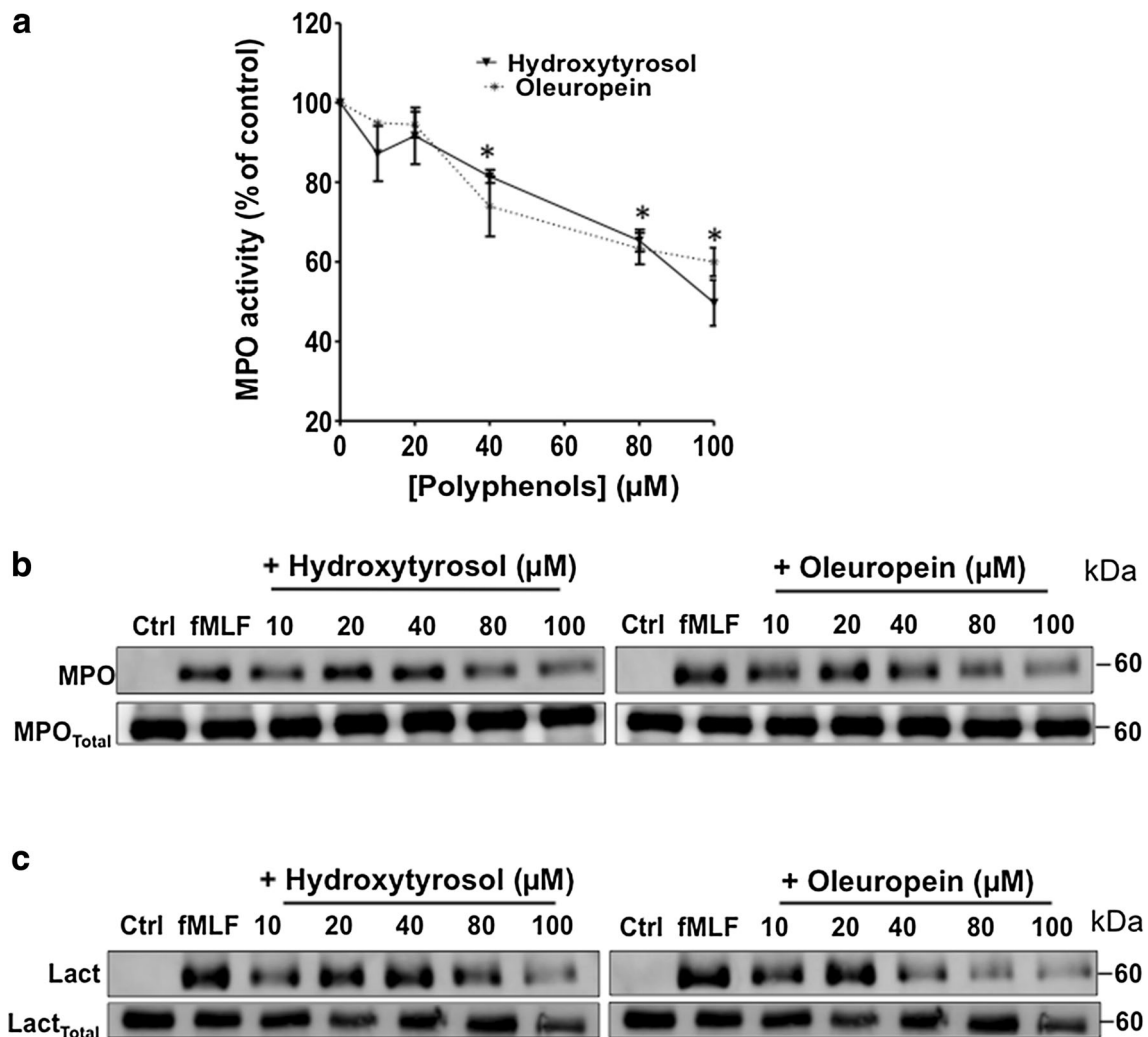 a
MPO activity (% of control)
120
100
80
60
40
20
Hydroxytyrosol
Oleuropein
*
*
*
0 20 40 60 80 100
[Polyphenols] (µM)
b
+ Hydroxytyrosol (µM) + Oleuropein (µM) kDa
Ctrl fMLF 10 20 40 80 100 Ctrl fMLF 10 20 40 80 100
MPO 60
MPOTotal 60
c
+ Hydroxytyrosol (µM) + Oleuropein (µM)
Ctrl fMLF 10 20 40 80 100 Ctrl fMLF 10 20 40 80 100 kDa
Lact 60
LactTotal 60